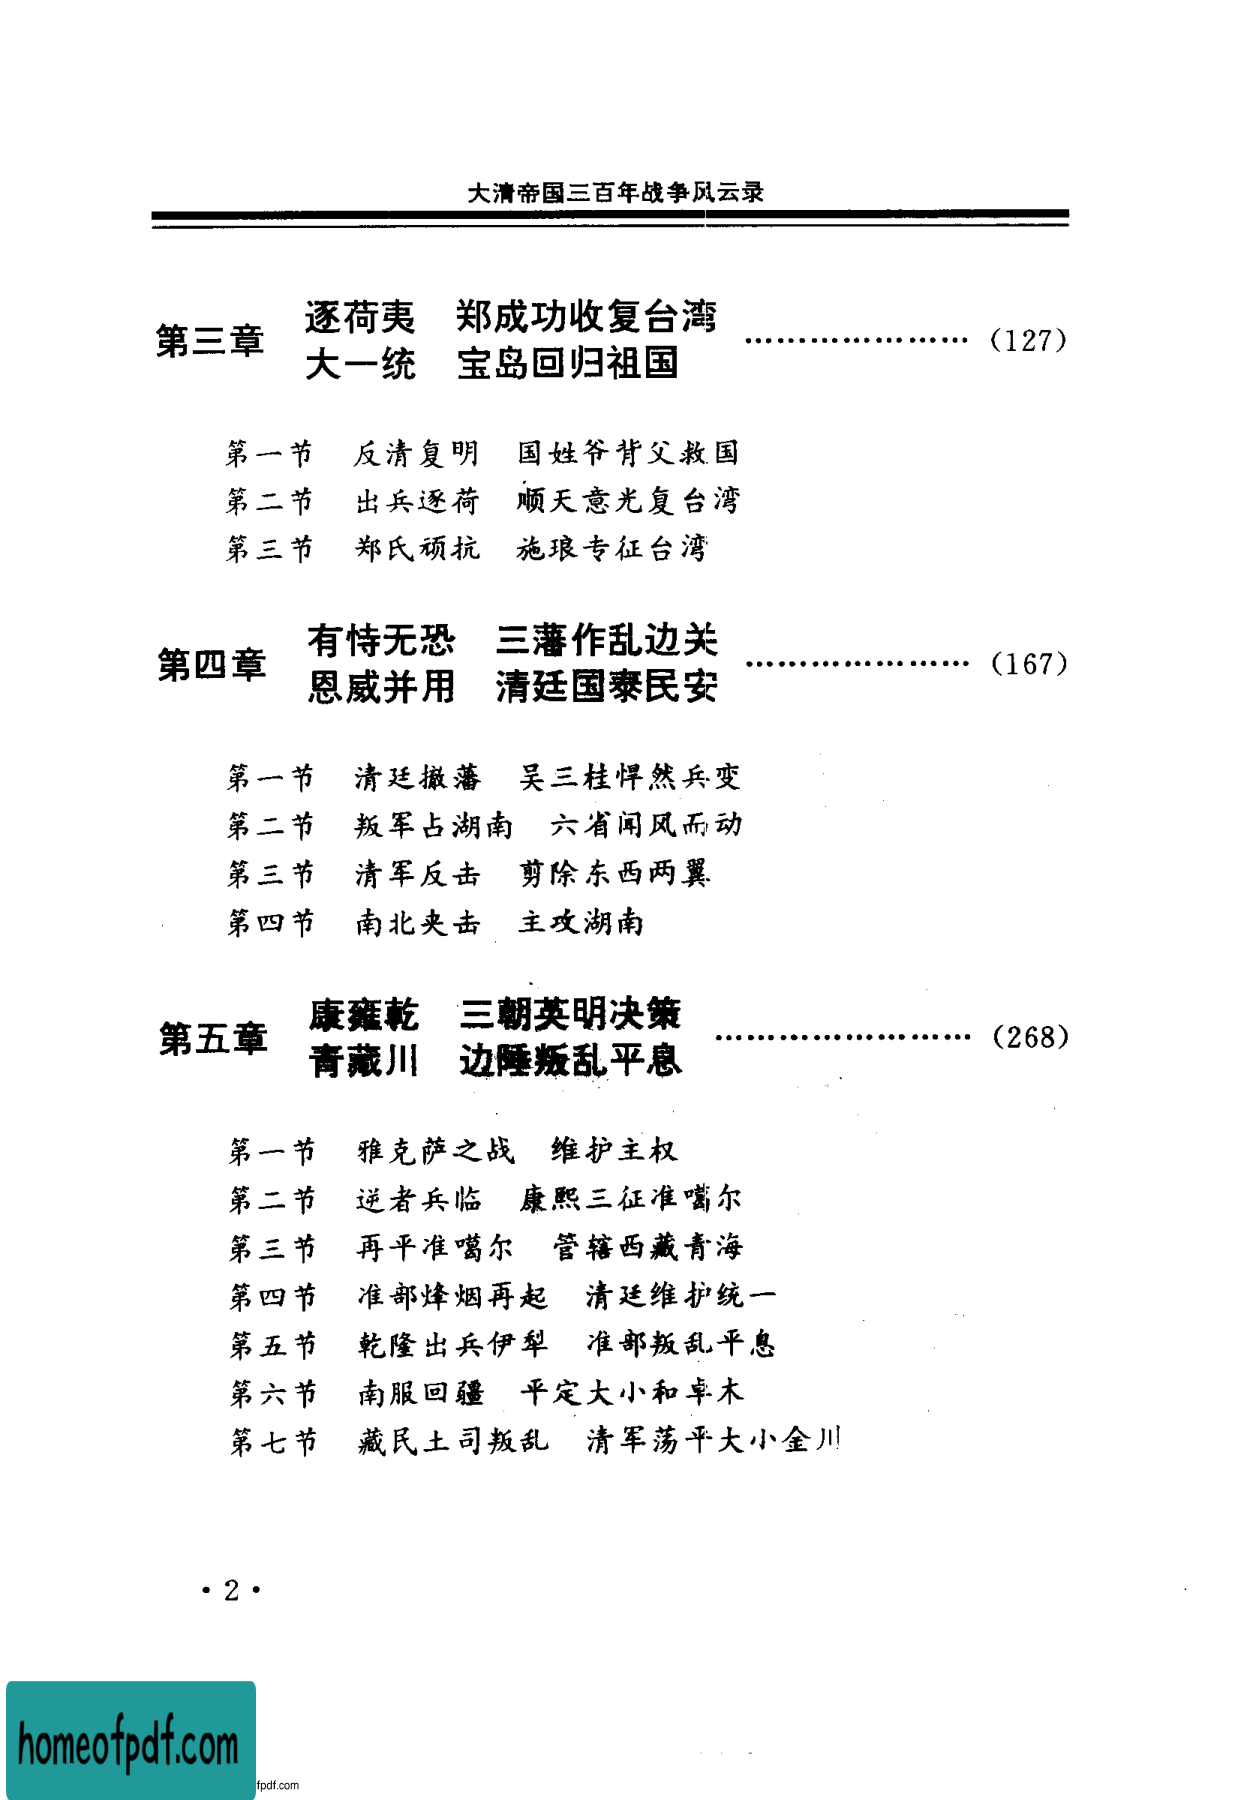 大清帝国三百年战争风云录
第三章 逐荷夷 郑成功收复台湾
大一统 宝岛回归祖国 ……………………(127)
第一节 反清复明 国姓爷背父救国
第二节 出兵逐荷 顺天意光复台湾
第三节 郑氏顽抗 施琅专征台湾
第四章 有恃无恐 三藩作乱边关
恩威并用 清廷国泰民安 ……………………(167)
第一节 清廷撤藩 吴三桂悍然兵变
第二节 叛军占湖南 六省闻风而动
第三节 清军反击 剪除东西两翼
第四节 南北夹击 主攻湖南
第五章 康雍乾 三朝英明决策
青藏川 边陲叛乱平息 ………………………(268)
第一节 雅克萨之战 维护主权
第二节 逆者兵临 康熙三征准噶尔
第三节 再平准噶尔 管辖西藏青海
第四节 准部烽烟再起 清廷维护统一
第五节 乾隆出兵伊犁 准部叛乱平息
第六节 南服回疆 平定大小和卓木
第七节 藏民土司叛乱 清军荡平大小金川
·2·
homeofpdf.com
fpdf.com